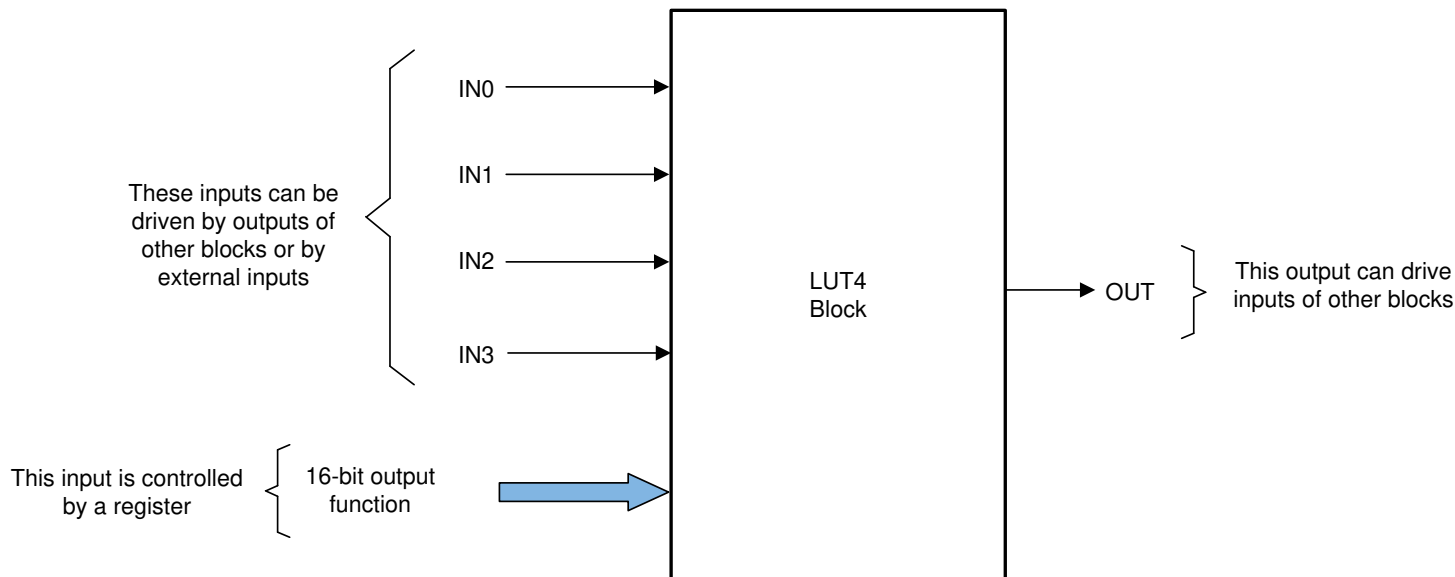 These inputs can be
driven by outputs of
other blocks or by
external inputs
IN0
IN1
IN2
IN3
This input is controlled
by a register
16-bit output
function
LUT4
Block
OUT
This output can drive
inputs of other blocks